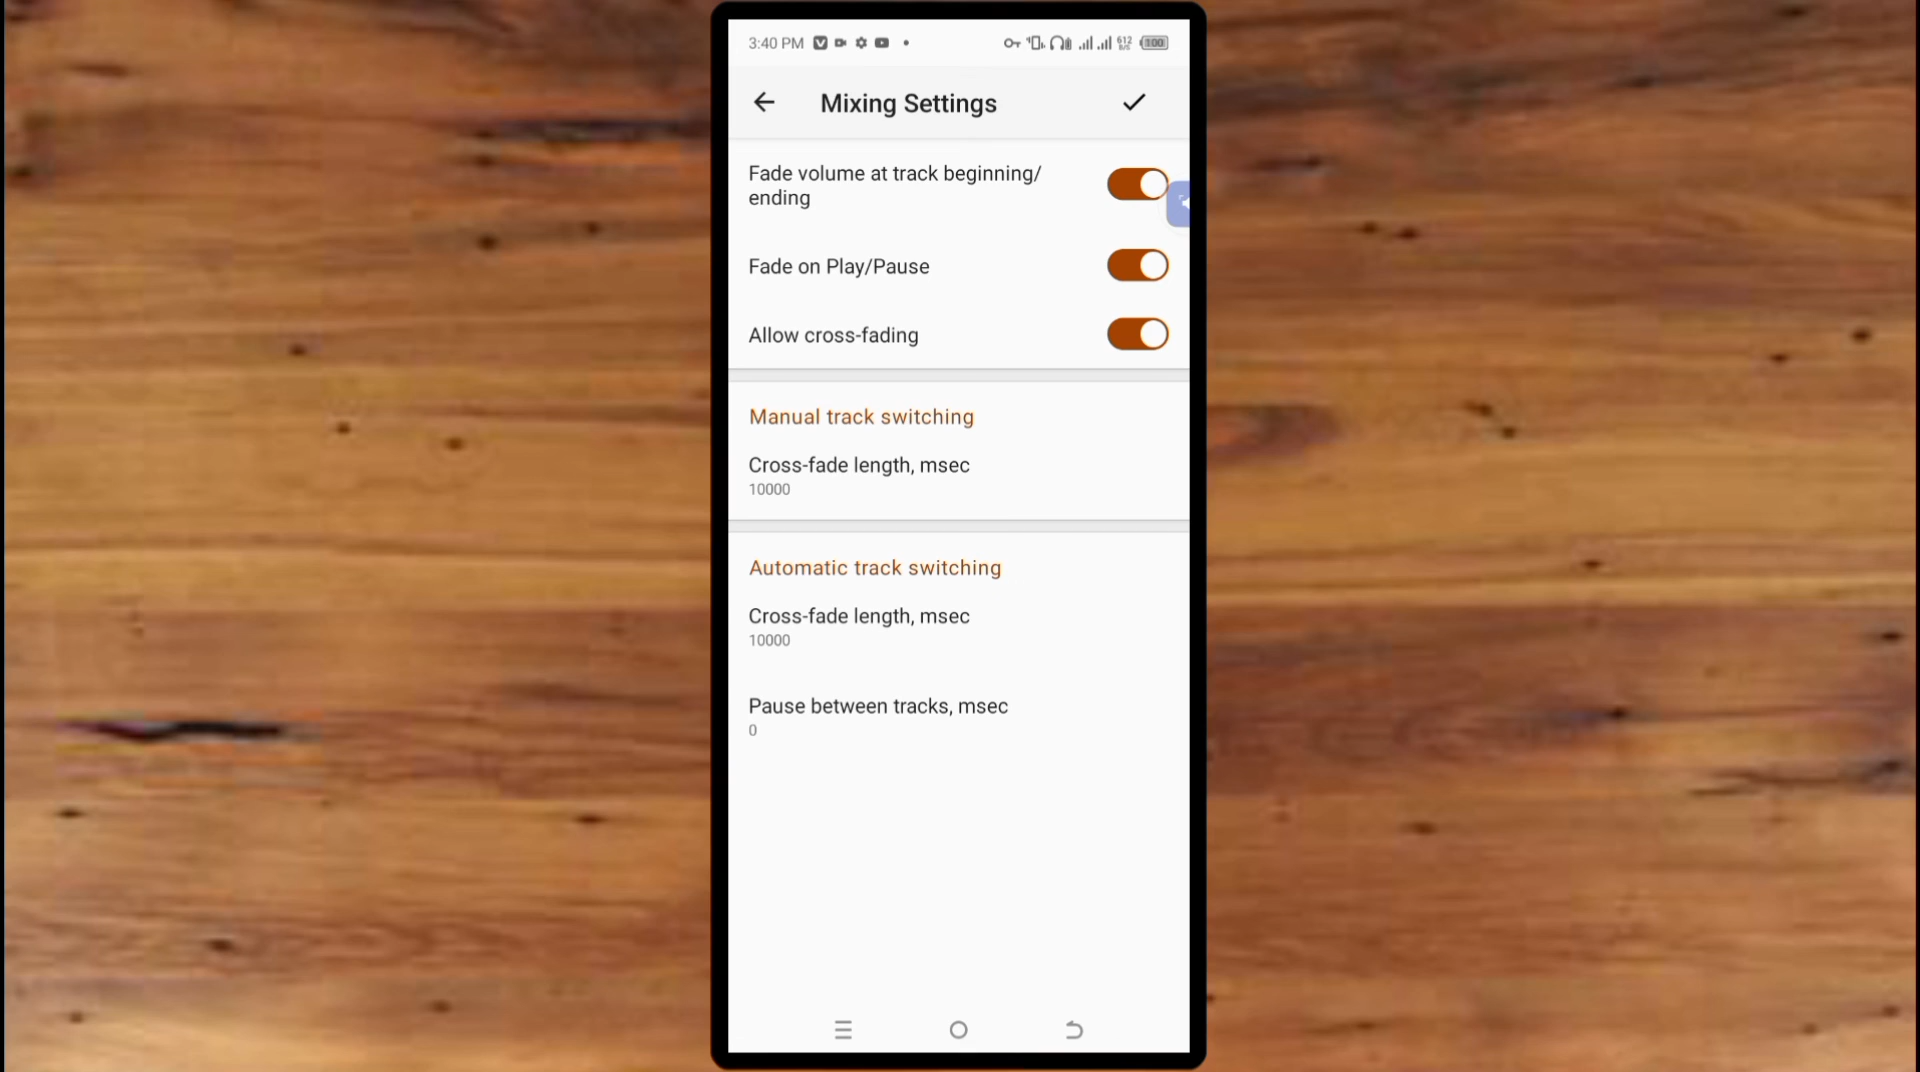 3:40 PM
612
B/S
100
Mixing Settings
Fade volume at track beginning/
ending
Fade on Play/Pause
Allow cross-fading
Manual track switching
Cross-fade length, msec
10000
Automatic track switching
Cross-fade length, msec
10000
Pause between tracks, msec
0